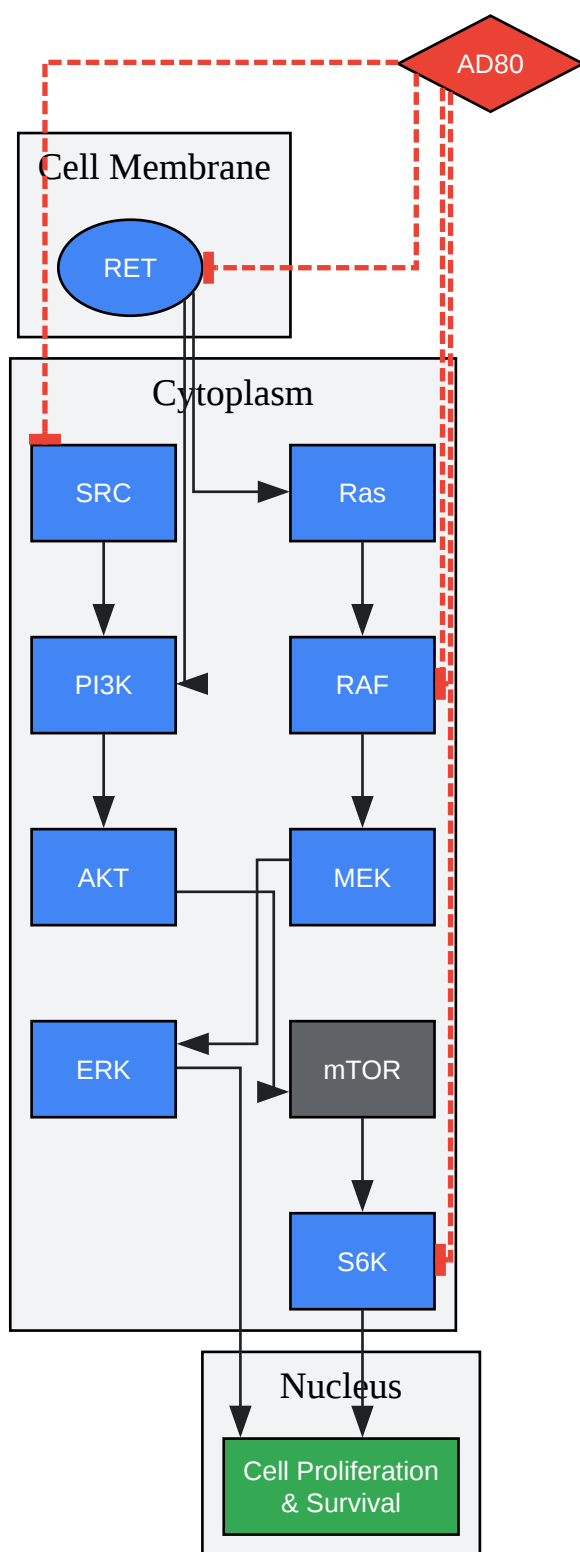 AD80
Cell Membrane
RET
Cytoplasm
SRC
Ras
PI3K
RAF
AKT
MEK
ERK
mTOR
S6K
Nucleus
Cell Proliferation
& Survival